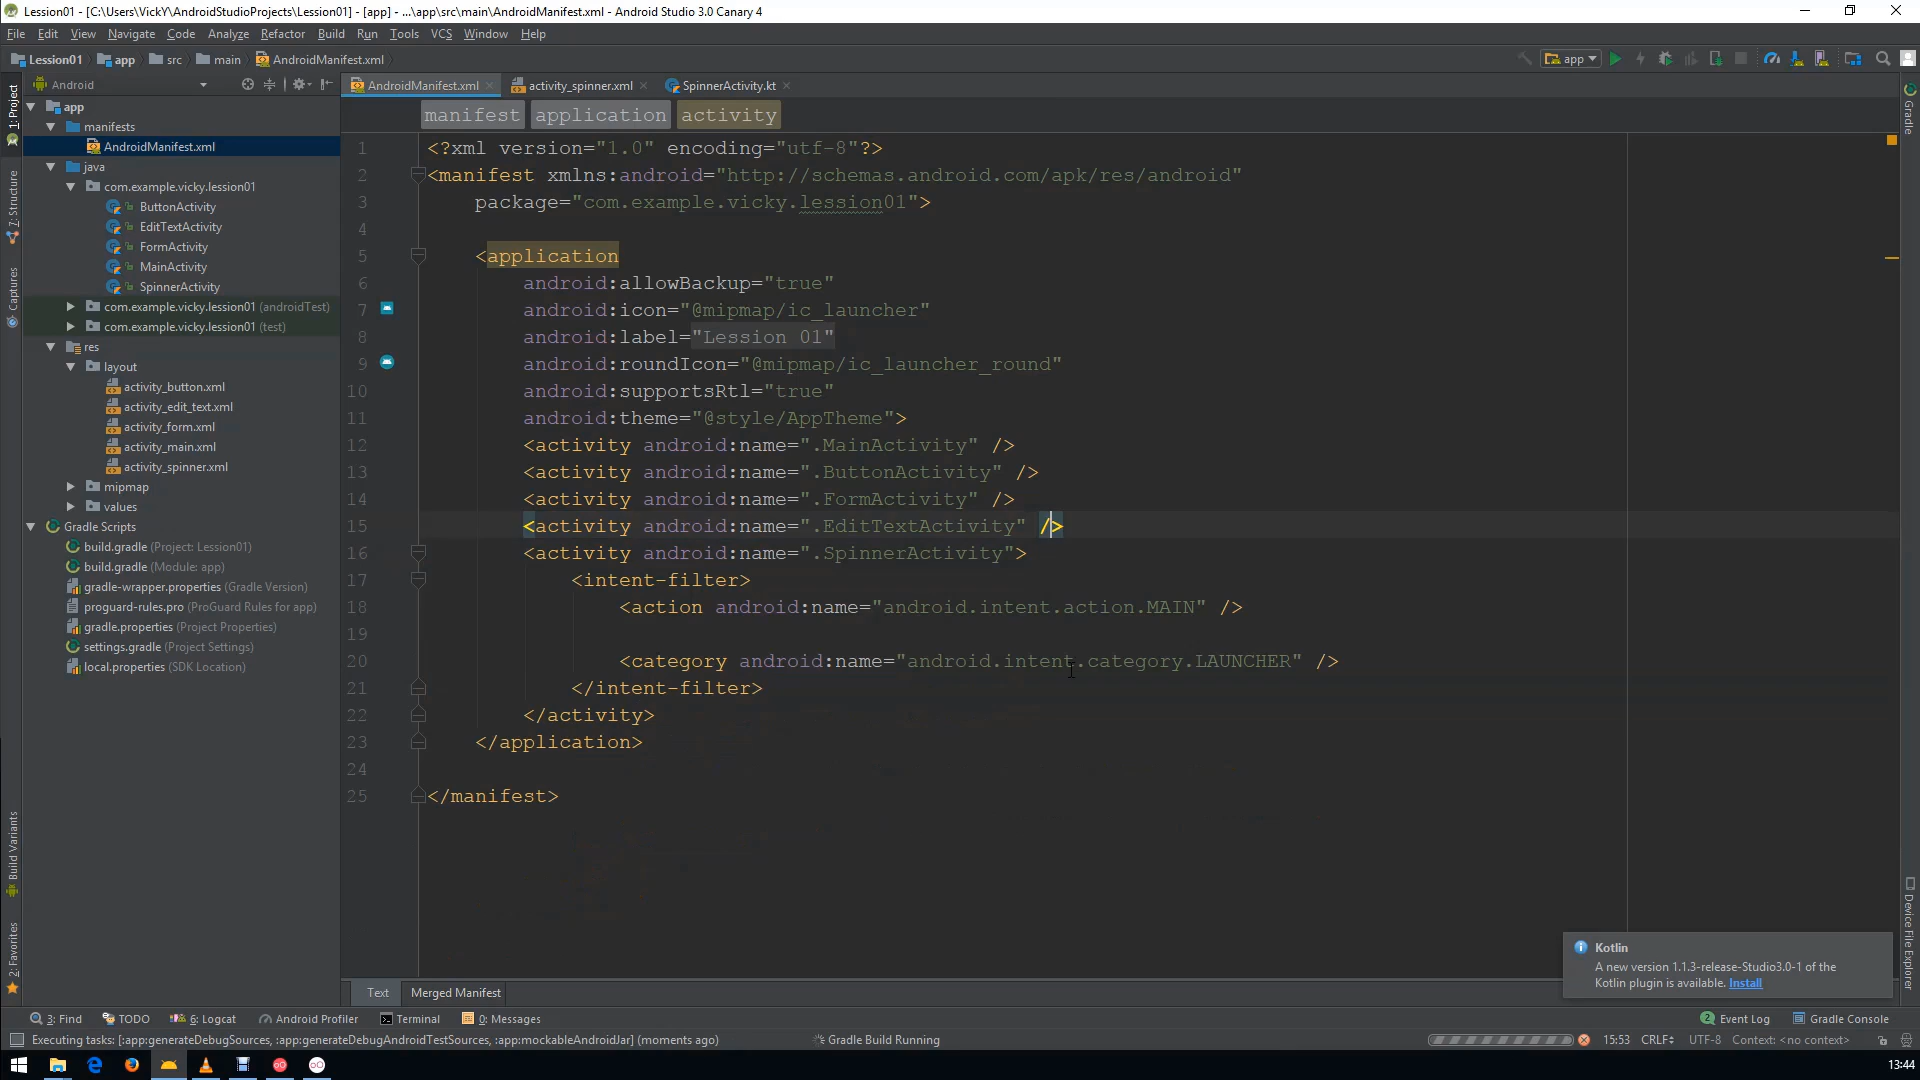 Lession01 - [C:\Users\VickY\AndroidStudioProjects\Lession01] - [app] - ...\app\src\main\AndroidManifest.xml - Android Studio 3.0 Canary 4
File Edit View Navigate Code Analyze Refactor Build Run Tools VCS Window Help
Lession01 app src main AndroidManifest.xml app
Android AndroidManifest.xml activity_spinner.xml SpinnerActivity.kt
manifest application activity
1: Project
7: Structure
Captures
Build Variants
2: Favorites
Gradle
Device File Explorer
app
manifests
AndroidManifest.xml
java
com.example.vicky.lession01
ButtonActivity
EditTextActivity
FormActivity
MainActivity
SpinnerActivity
com.example.vicky.lession01 (androidTest)
com.example.vicky.lession01 (test)
res
layout
activity_button.xml
activity_edit_text.xml
activity_form.xml
activity_main.xml
activity_spinner.xml
mipmap
values
Gradle Scripts
build.gradle (Project: Lession01)
build.gradle (Module: app)
gradle-wrapper.properties (Gradle Version)
proguard-rules.pro (ProGuard Rules for app)
gradle.properties (Project Properties)
settings.gradle (Project Settings)
local.properties (SDK Location)
1 <?xml version="1.0" encoding="utf-8"?>
2 <manifest xmlns:android="http://schemas.android.com/apk/res/android"
3 package="com.example.vicky.lession01">
4
5 <application
6 android:allowBackup="true"
7 android:icon="@mipmap/ic_launcher"
8 android:label="Lession 01"
9 android:roundIcon="@mipmap/ic_launcher_round"
10 android:supportsRtl="true"
11 android:theme="@style/AppTheme">
12 <activity android:name=".MainActivity" />
13 <activity android:name=".ButtonActivity" />
14 <activity android:name=".FormActivity" />
15 <activity android:name=".EditTextActivity" />
16 <activity android:name=".SpinnerActivity">
17 <intent-filter>
18 <action android:name="android.intent.action.MAIN" />
19
20 <category android:name="android.intent.category.LAUNCHER" />
21 </intent-filter>
22 </activity>
23 </application>
24
25 </manifest>
Kotlin
A new version 1.1.3-release-Studio3.0-1 of the
Kotlin plugin is available. Install
Text Merged Manifest
3: Find TODO 6: Logcat Android Profiler Terminal 0: Messages 2 Event Log Gradle Console
Executing tasks: [:app:generateDebugSources, :app:generateDebugAndroidTestSources, :app:mockableAndroidJar] (moments ago) Gradle Build Running 15:53 CRLF UTF-8 Context: <no context>
13:44